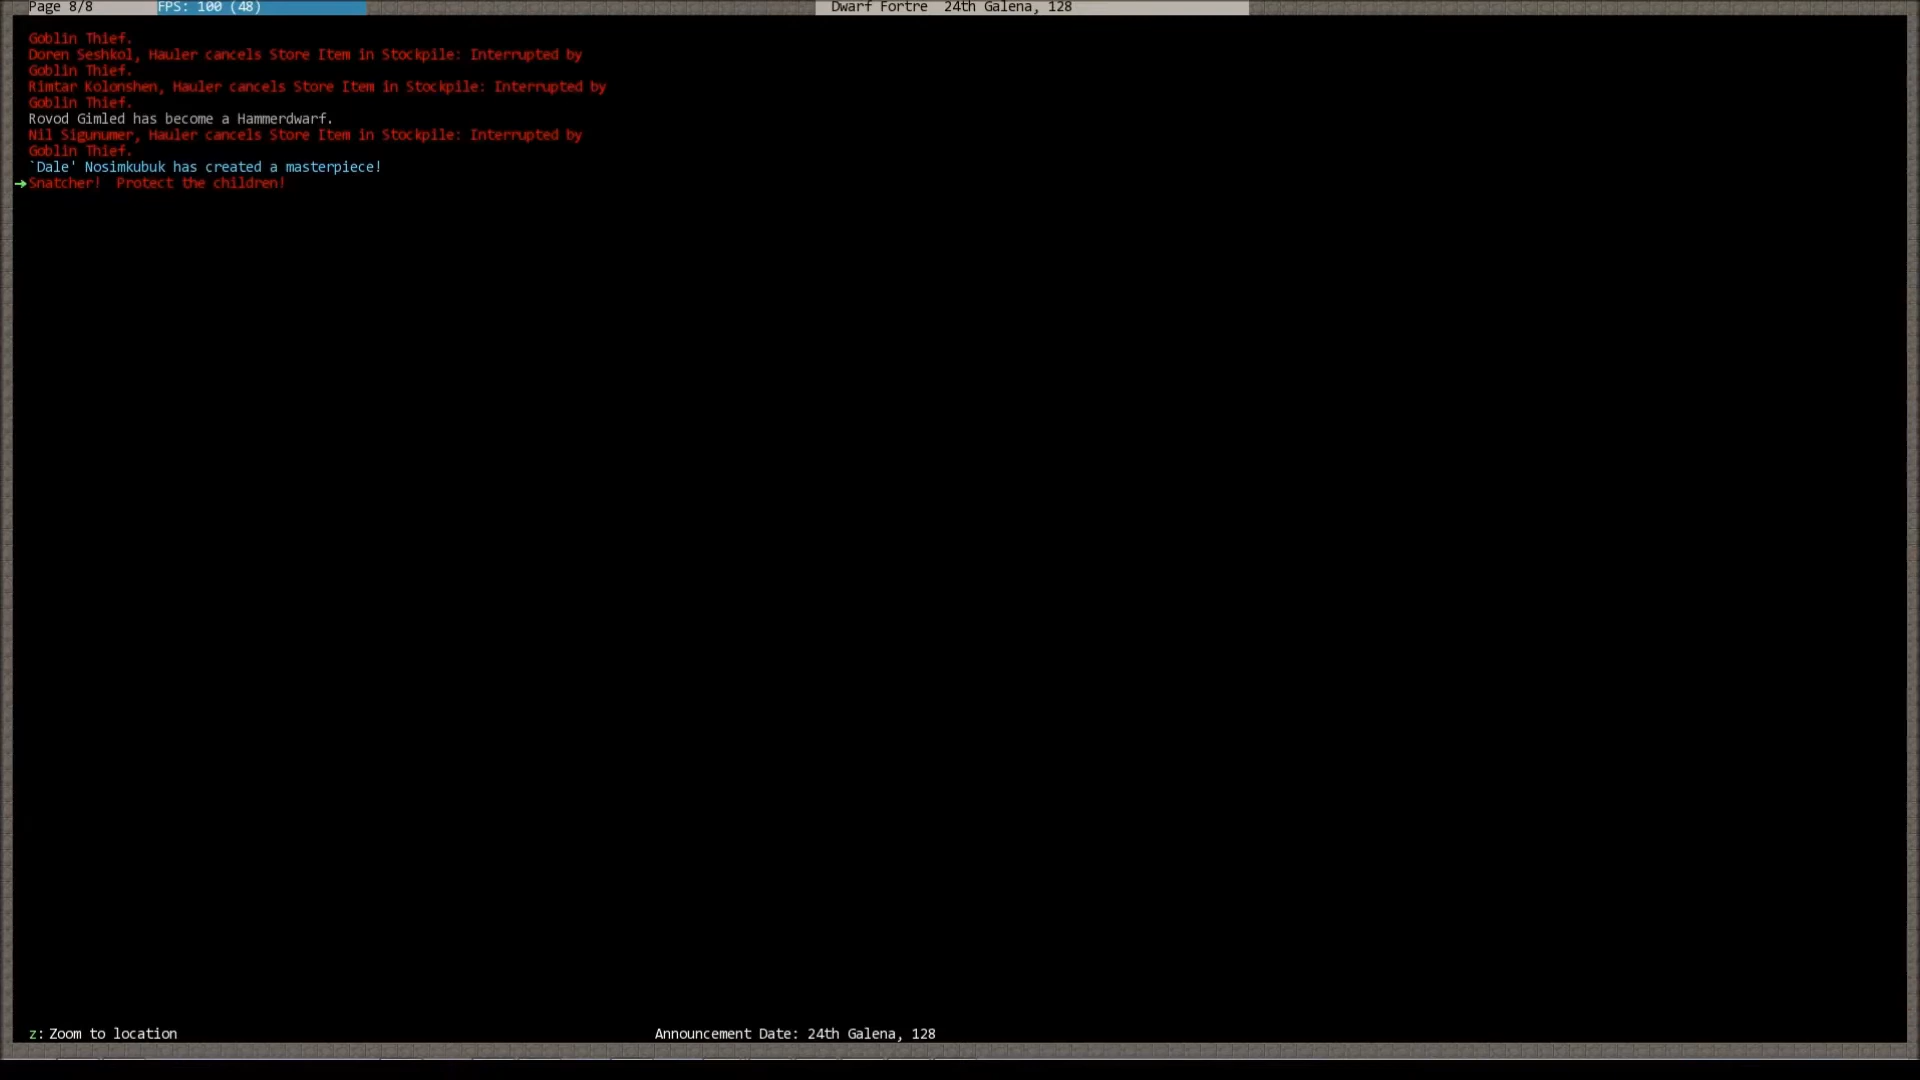 Page 8/8 FPS: 100 (48) Dwarf Fortre 24th Galena, 128
Goblin Thief.
Doren Seshkol, Hauler cancels Store Item in Stockpile: Interrupted by
Goblin Thief.
Rimtar Kolonshen, Hauler cancels Store Item in Stockpile: Interrupted by
Goblin Thief.
Rovod Gimled has become a Hammerdwarf.
Nil Sigunumer, Hauler cancels Store Item in Stockpile: Interrupted by
Goblin Thief.
`Dale' Nosimkubuk has created a masterpiece!
Snatcher! Protect the children!
z: Zoom to location Announcement Date: 24th Galena, 128